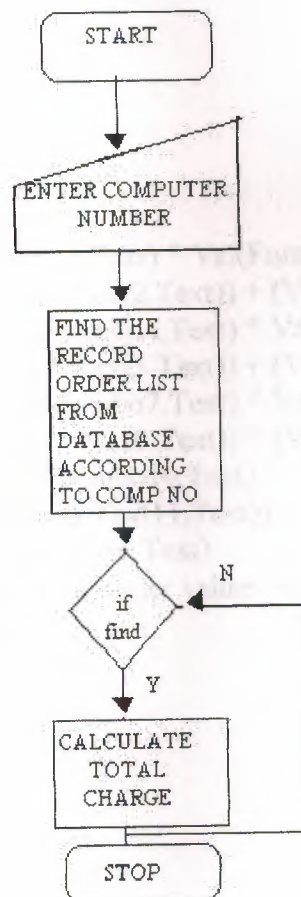 START
ENTER COMPUTER
NUMBER
FIND THE
RECORD
ORDER LIST
FROM
DATABASE
ACCORDING
TO COMP NO
if
find
N
Y
CALCULATE
TOTAL
CHARGE
STOP